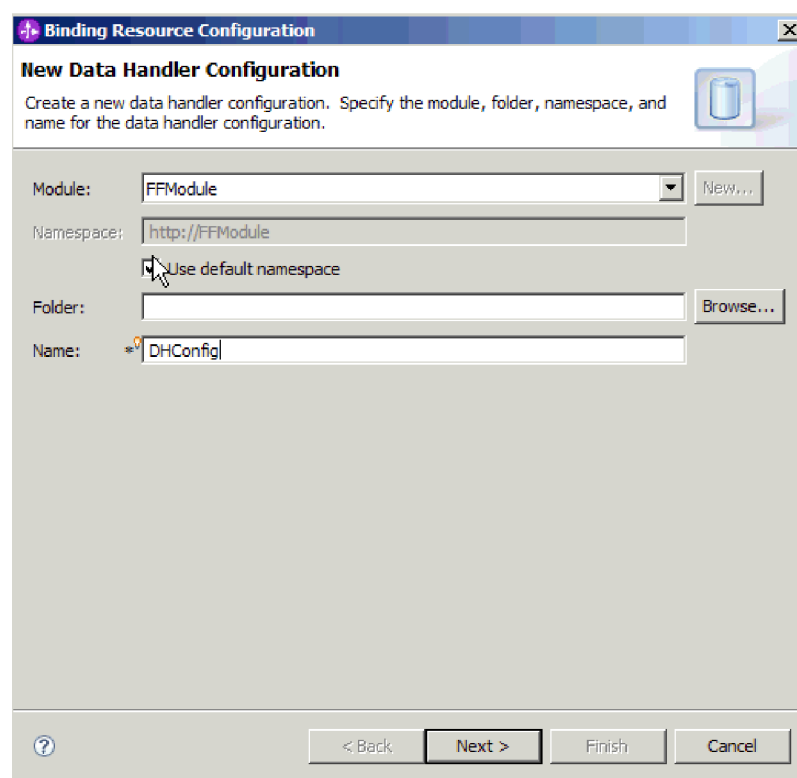 Binding Resource Configuration
New Data Handler Configuration
Create a new data handler configuration. Specify the module, folder, namespace, and
name for the data handler configuration.
Module: FFModule New...
Namespace: http://FFModule
Use default namespace
Folder: Browse...
Name: * DHConfig
< Back Next > Finish Cancel